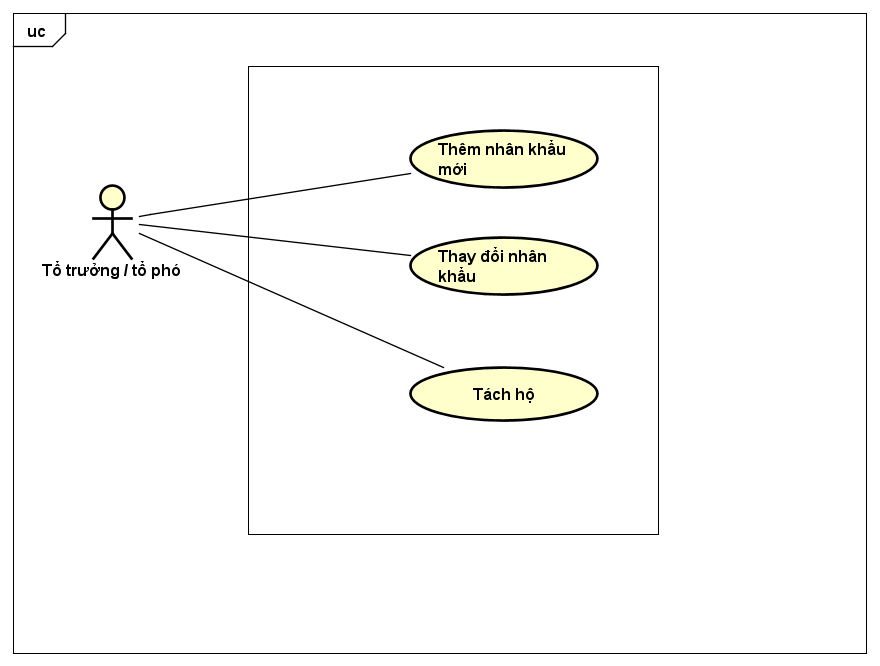 uc
Thêm nhân khẩu
mới
Thay đổi nhân
khẩu
Tổ trưởng / tổ phó
Tách hộ